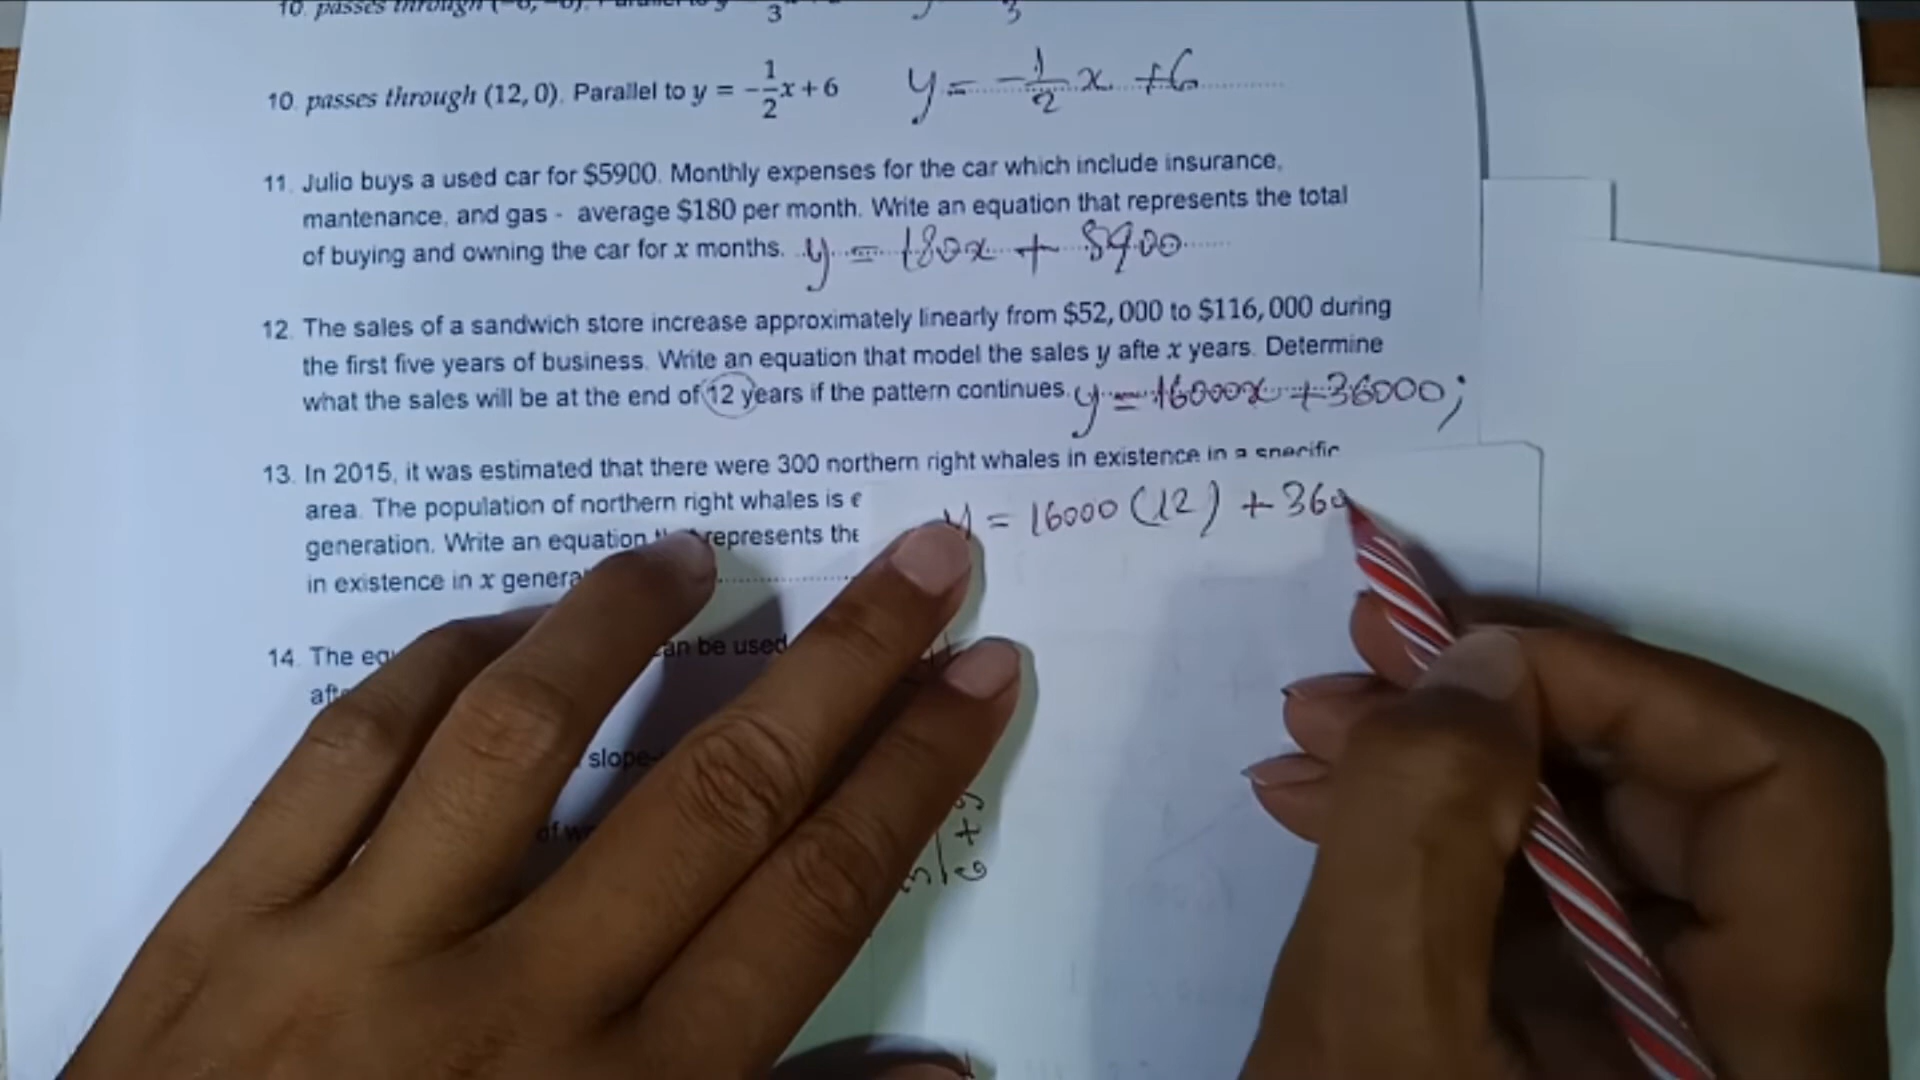 10. passes through
10. passes through (12, 0). Parallel to y = -1/2x + 6 y = -1/2 x + 6
11. Julio buys a used car for $5900. Monthly expenses for the car which include insurance,
mantenance, and gas - average $180 per month. Write an equation that represents the total
of buying and owning the car for x months. y = 180x + 5900
12. The sales of a sandwich store increase approximately linearly from $52,000 to $116,000 during
the first five years of business. Write an equation that model the sales y afte x years. Determine
what the sales will be at the end of 12 years if the pattern continues. y = 16000x + 36000;
13. In 2015, it was estimated that there were 300 northern right whales in existence in a specific
area. The population of northern right whales is
y = 16000 (12) + 360
generation. Write an equation represents the
in existence in x
14. The
can be used
slope-